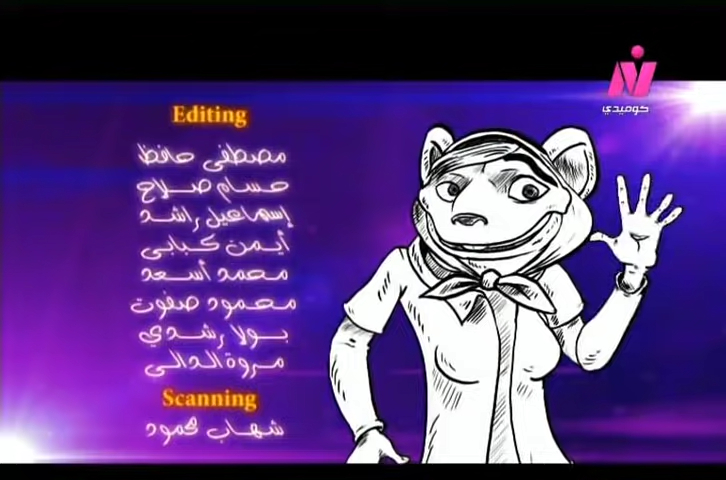 كوميدي
Editing
مصطفى حافظ
حسام صلاح
إسماعيل راشد
أيمن كيابى
محمد أسعد
محمود صفوت
بولا رشدي
مروة الدالى
Scanning
شهاب محمود